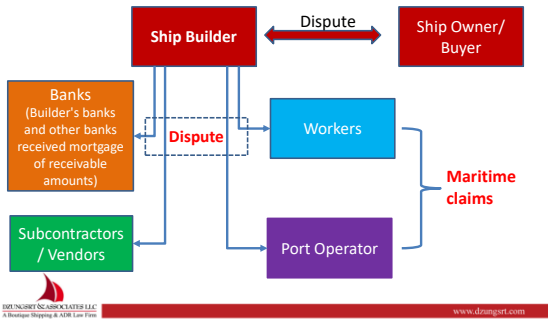 Dispute
Ship Builder
Ship Owner/
Buyer
Banks
(Builder's banks
and other banks
received mortgage
of receivable
amounts)
Dispute
Workers
Maritime
claims
Subcontractors
/ Vendors
Port Operator
DZUNGSRT & ASSOCIATES LLC
A Boutique Shipping & ADR Law Firm
www.dzungsrt.com